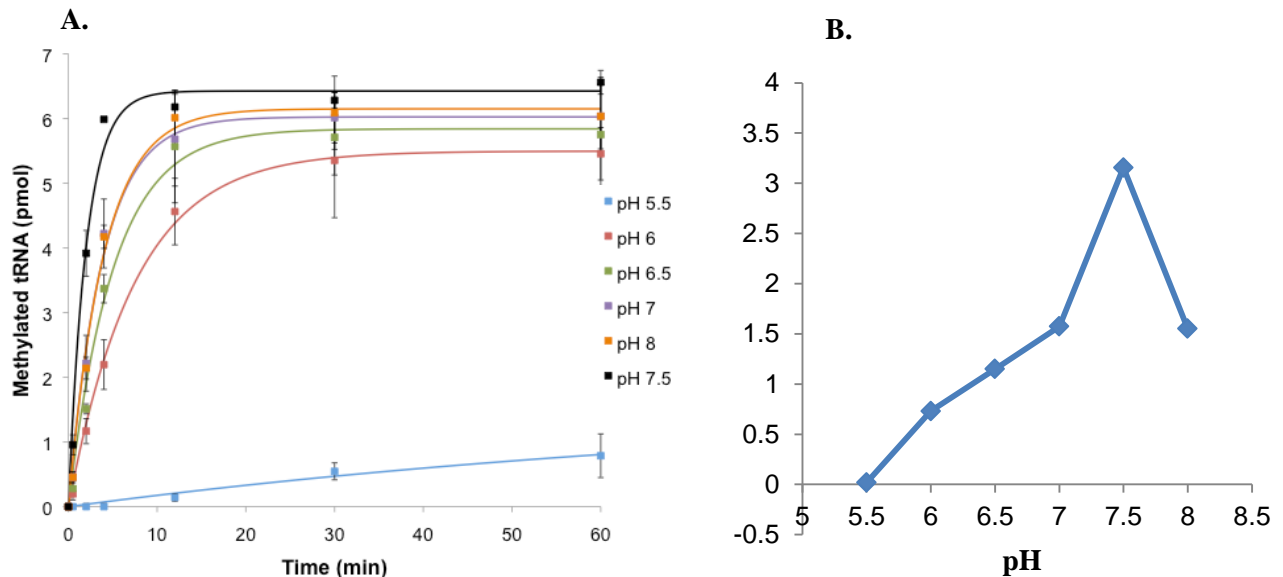 A.
7
6
5
4
3
2
1
0
0 10 20 30 40 50 60
Methylated tRNA (pmol)
Time (min)
pH 5.5
pH 6
pH 6.5
pH 7
pH 8
pH 7.5
B.
4
3.5
3
2.5
2
1.5
1
0.5
0
-0.5
5 5.5 6 6.5 7 7.5 8 8.5
pH